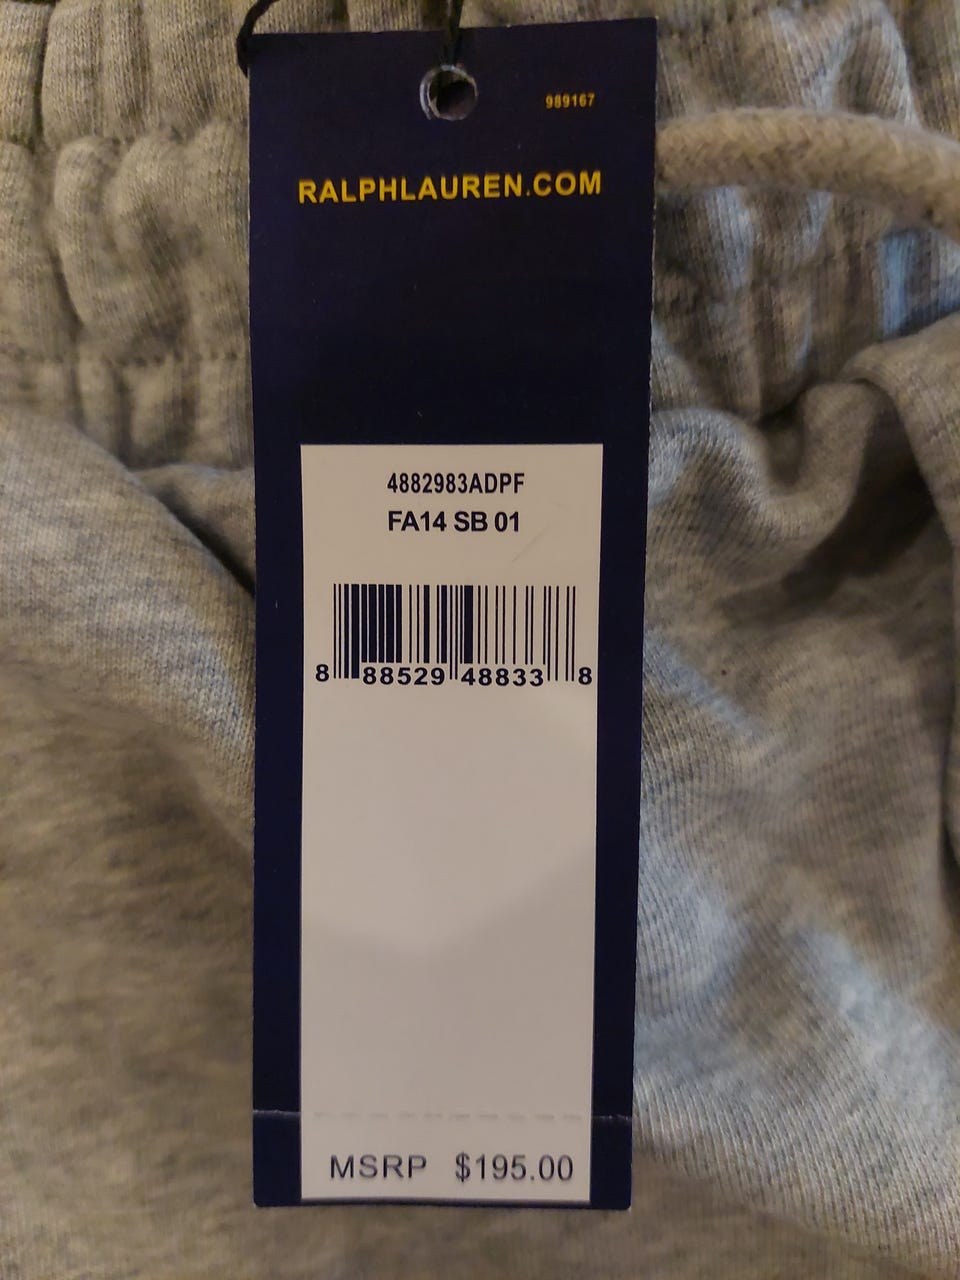 989167
RALPHLAUREN.COM
4882983ADPF
FA14 SB 01
8 88529 48833 8
MSRP $195.00